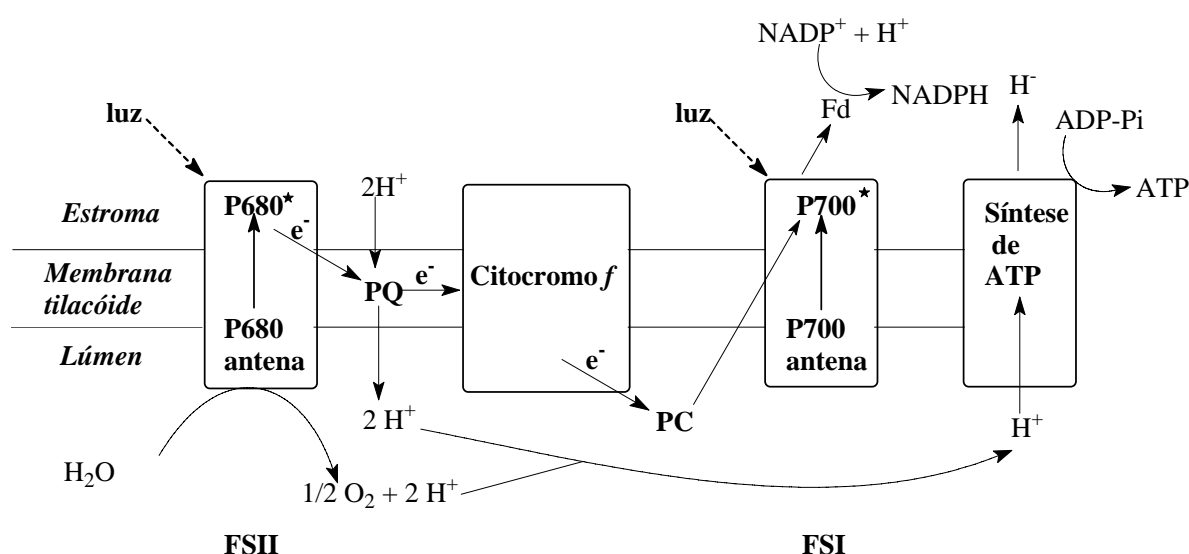 NADP⁺ + H⁺
luz
Fd
NADPH
luz
H⁻
ADP-Pi
ATP
Estroma
P680*
e⁻
2H⁺
P700*
Síntese
de
ATP
Membrana
tilacóide
PQ
e⁻
Citocromo f
Lúmen
P680
antena
e⁻
P700
antena
2 H⁺
PC
H⁺
H₂O
1/2 O₂ + 2 H⁺
FSII
FSI